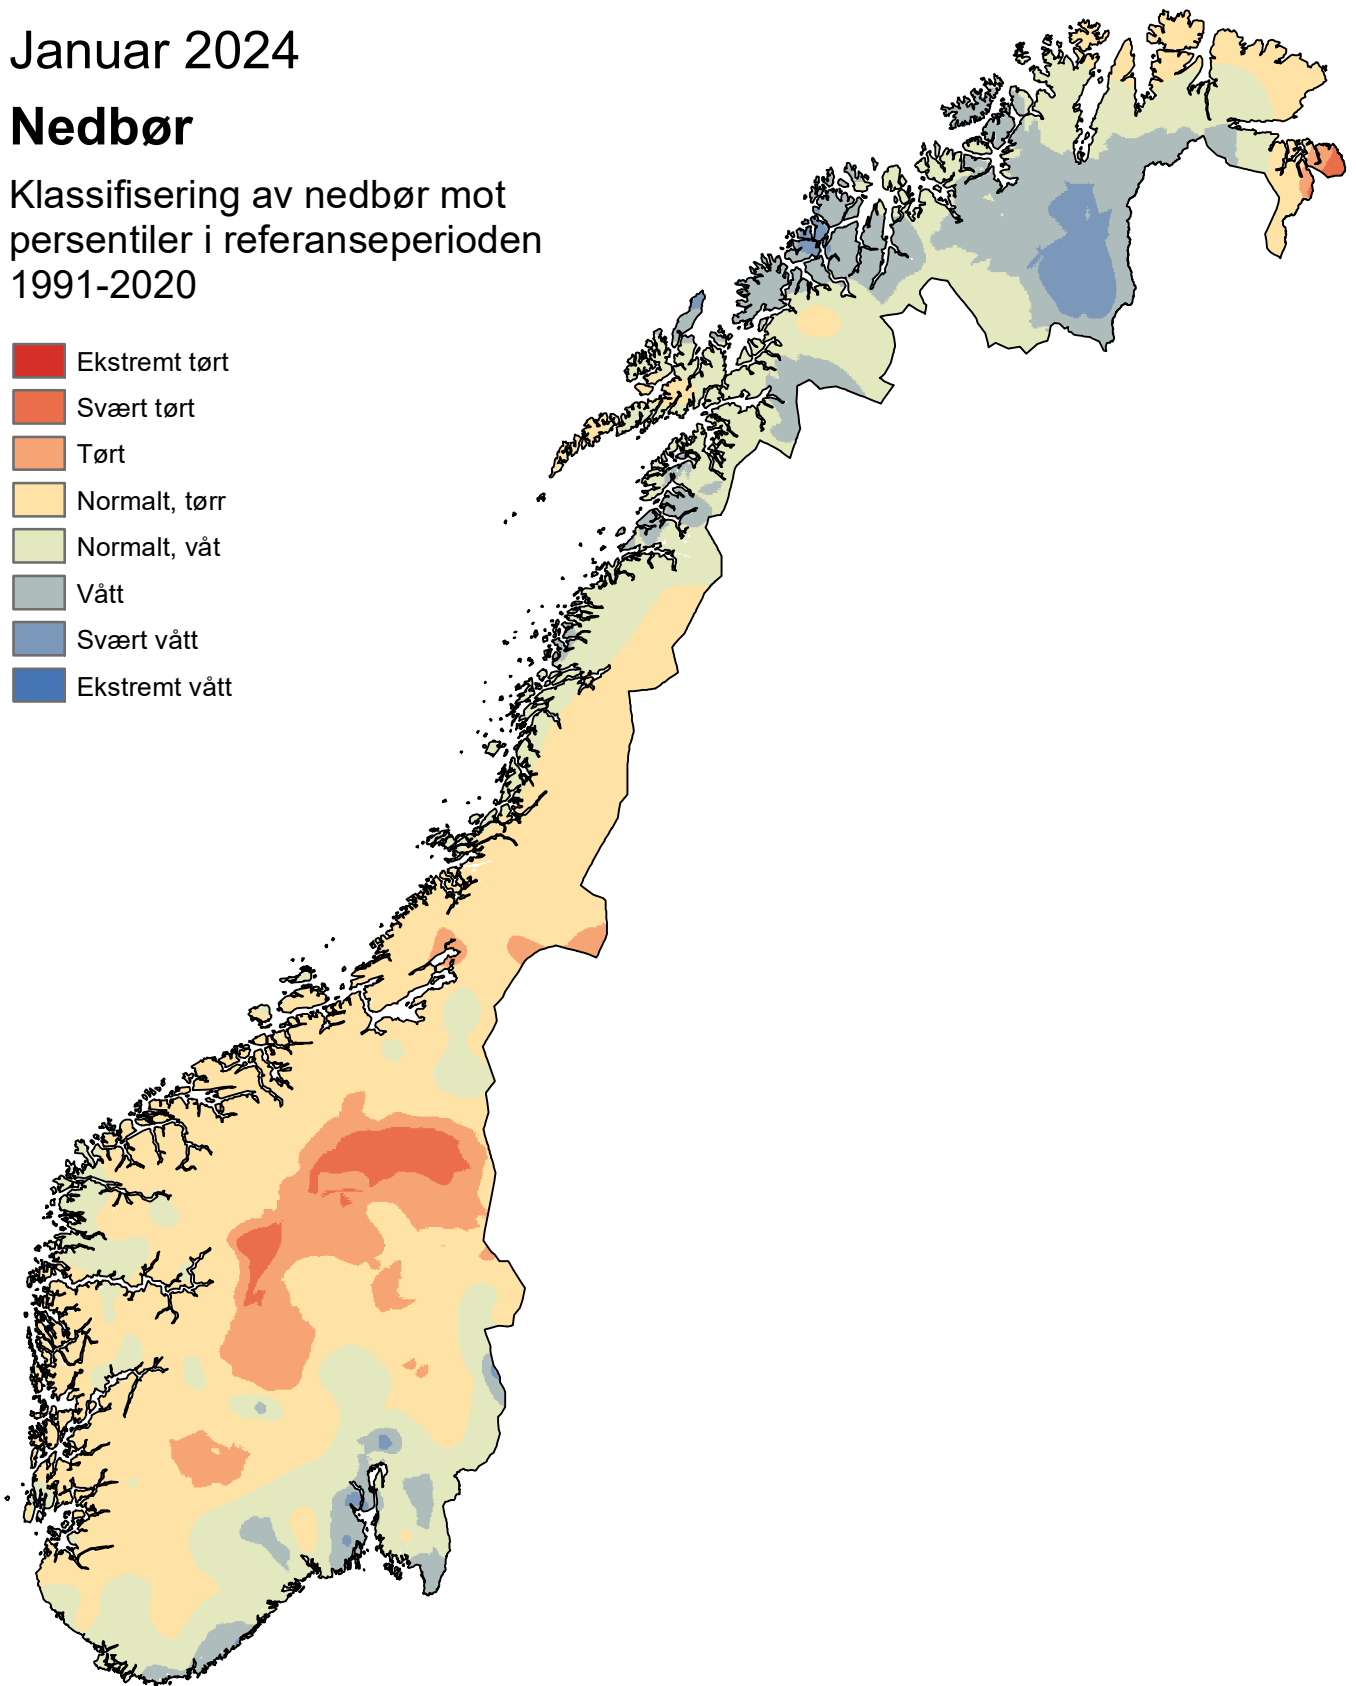 Januar 2024
Nedbør
Klassifisering av nedbør mot
persentiler i referanseperioden
1991-2020
Ekstremt tørt
Svært tørt
Tørt
Normalt, tørr
Normalt, våt
Vått
Svært vått
Ekstremt vått